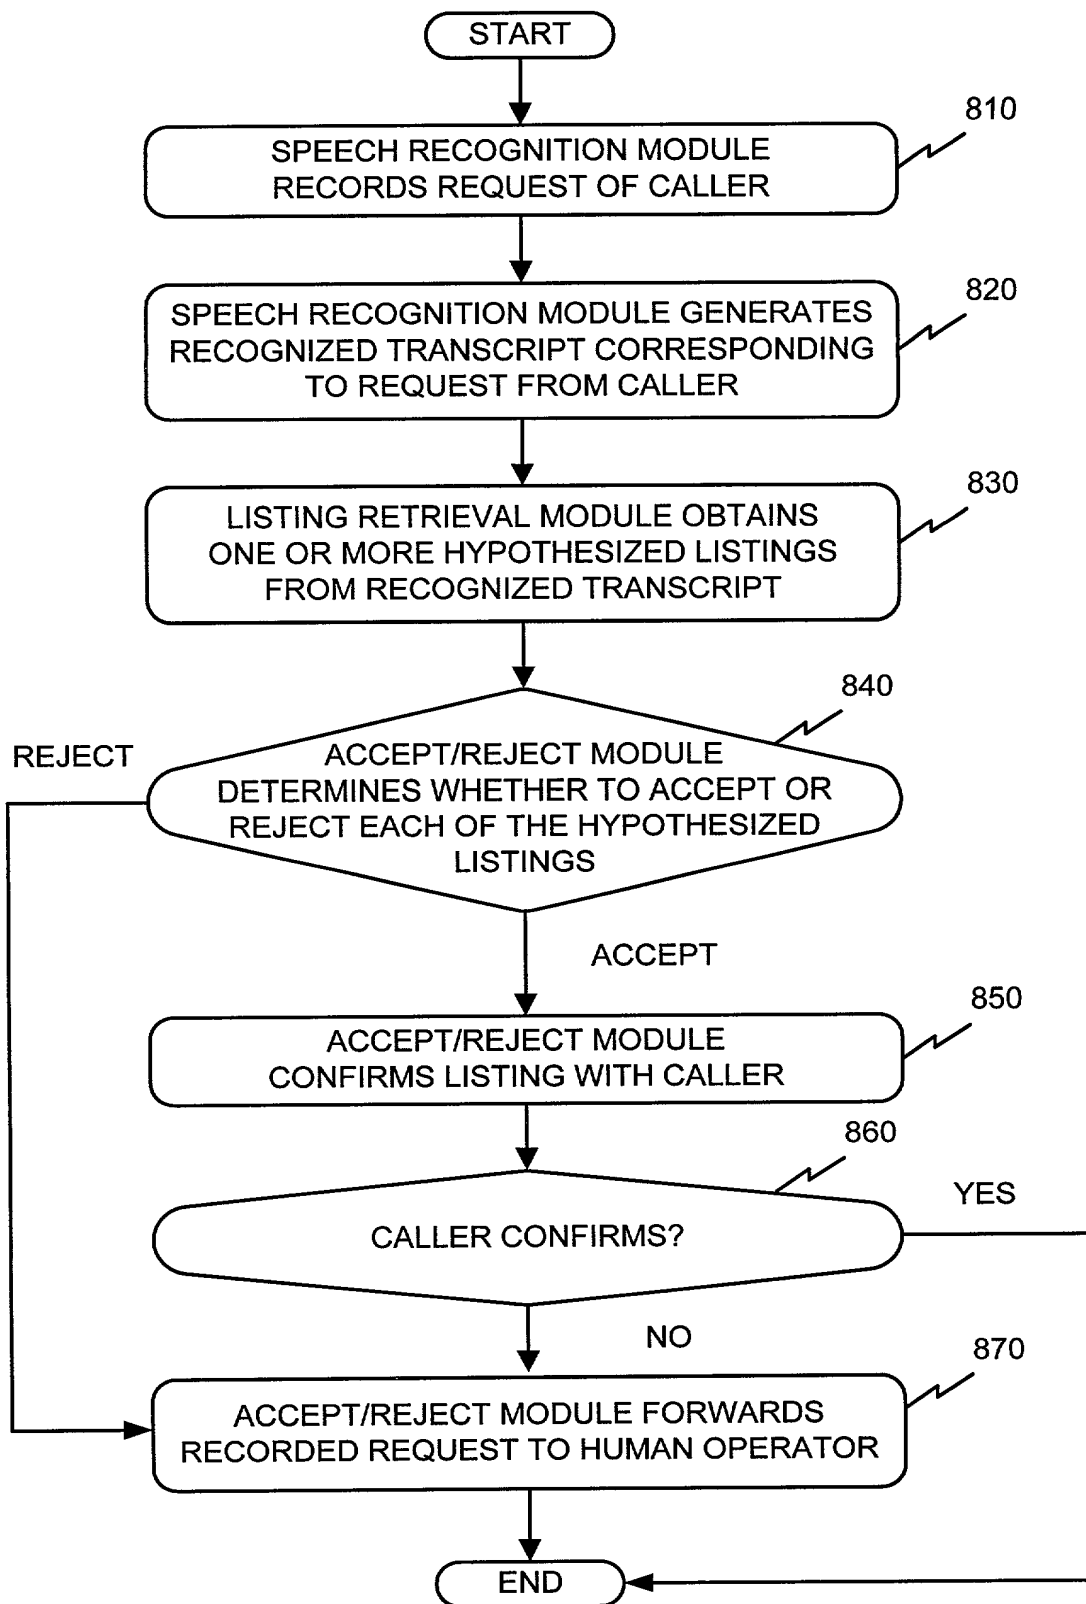 START
810
SPEECH RECOGNITION MODULE
RECORDS REQUEST OF CALLER
820
SPEECH RECOGNITION MODULE GENERATES
RECOGNIZED TRANSCRIPT CORRESPONDING
TO REQUEST FROM CALLER
830
LISTING RETRIEVAL MODULE OBTAINS
ONE OR MORE HYPOTHESIZED LISTINGS
FROM RECOGNIZED TRANSCRIPT
840
REJECT
ACCEPT/REJECT MODULE
DETERMINES WHETHER TO ACCEPT OR
REJECT EACH OF THE HYPOTHESIZED
LISTINGS
ACCEPT
850
ACCEPT/REJECT MODULE
CONFIRMS LISTING WITH CALLER
860
YES
CALLER CONFIRMS?
NO
870
ACCEPT/REJECT MODULE FORWARDS
RECORDED REQUEST TO HUMAN OPERATOR
END